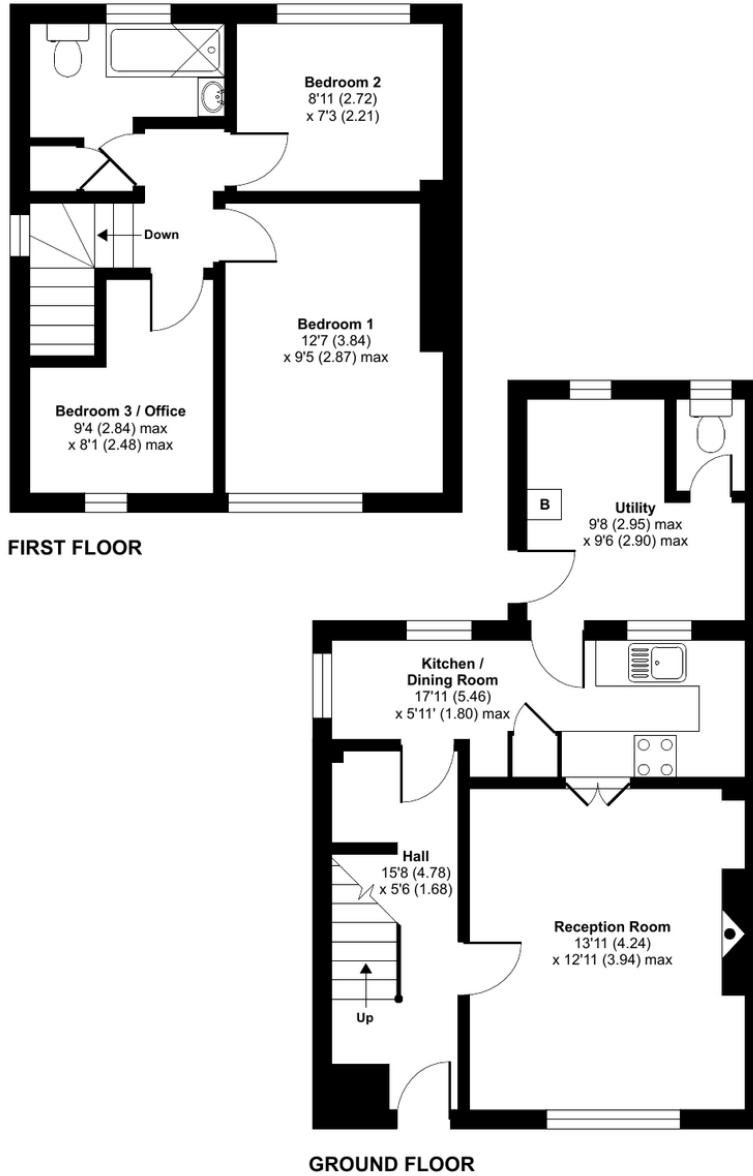 Bedroom 2
8'11 (2.72)
x 7'3 (2.21)
Down
Bedroom 1
12'7 (3.84)
x 9'5 (2.87) max
Bedroom 3 / Office
9'4 (2.84) max
x 8'1 (2.48) max
FIRST FLOOR
B
Utility
9'8 (2.95) max
x 9'6 (2.90) max
Kitchen /
Dining Room
17'11 (5.46)
x 5'11' (1.80) max
Hall
15'8 (4.78)
x 5'6 (1.68)
Reception Room
13'11 (4.24)
x 12'11 (3.94) max
Up
GROUND FLOOR